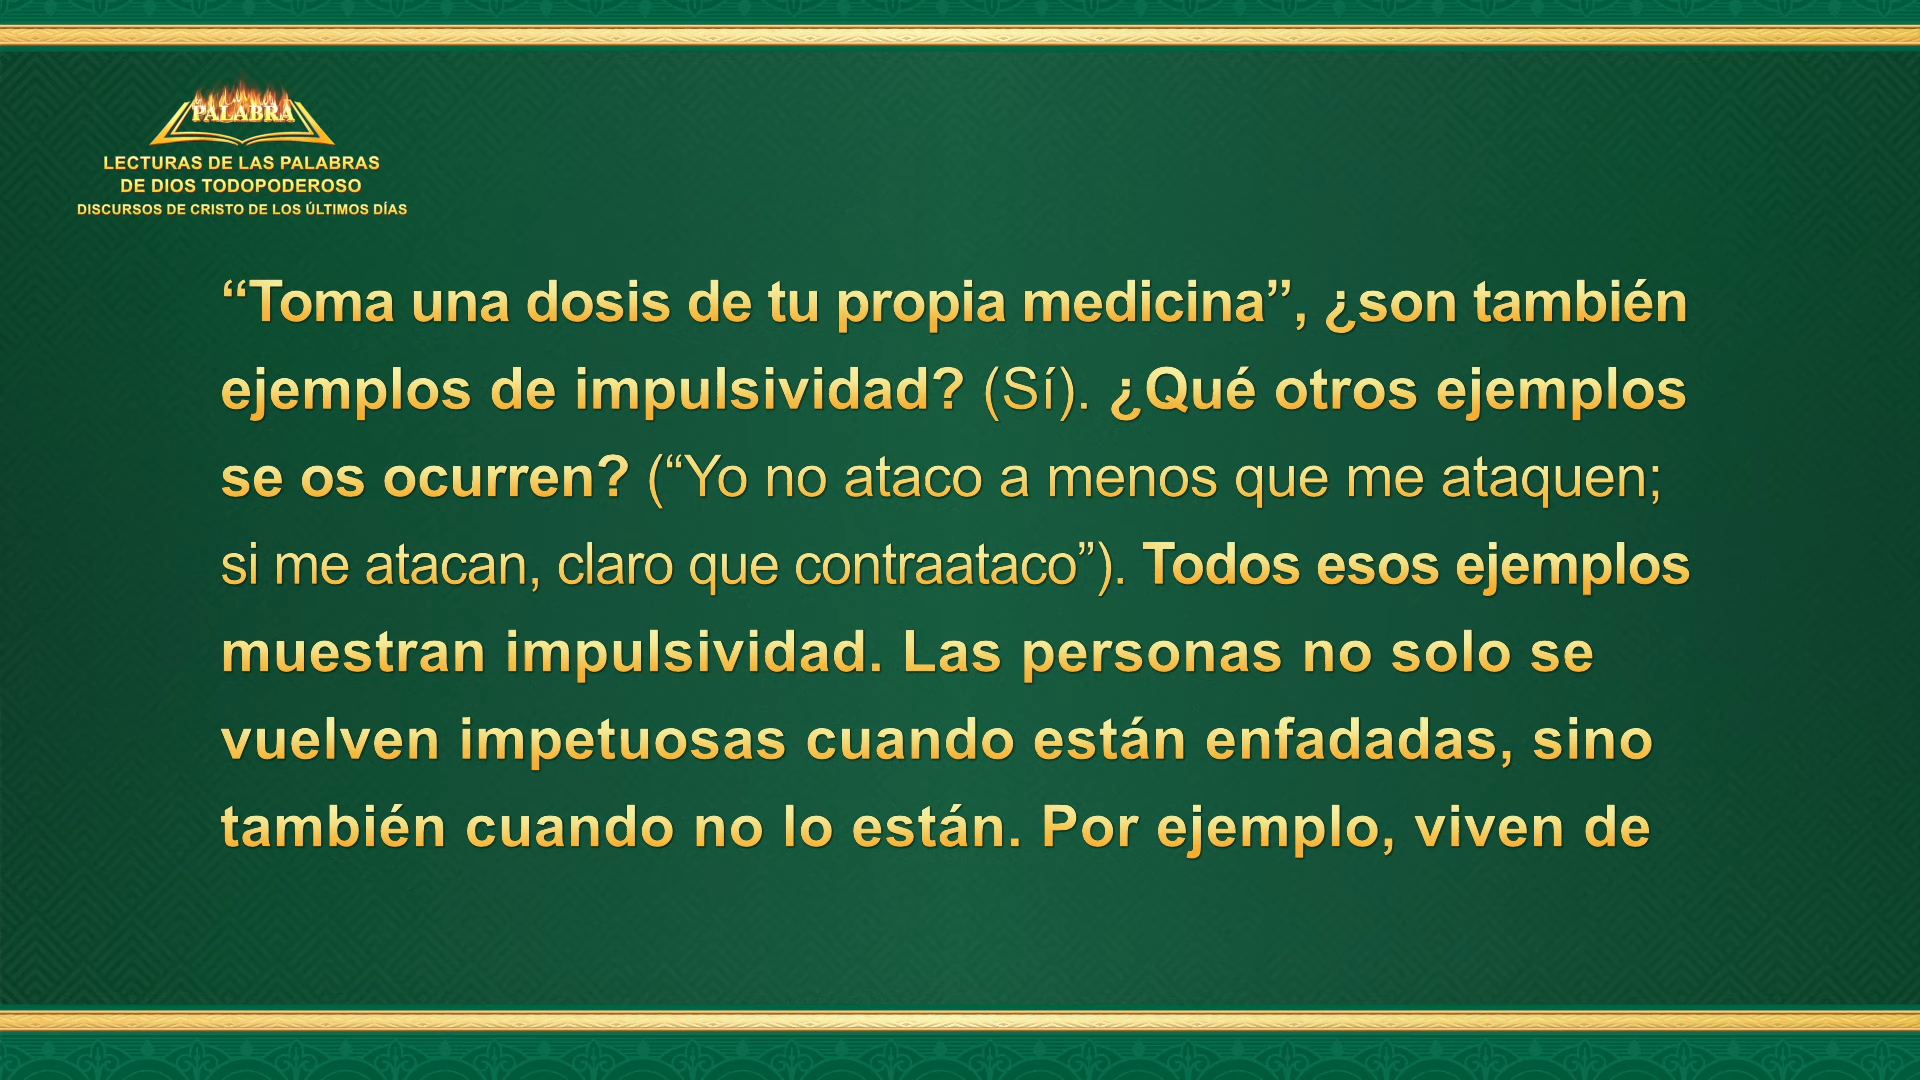 PALABRA
LECTURAS DE LAS PALABRAS
DE DIOS TODOPODEROSO
DISCURSOS DE CRISTO DE LOS ÚLTIMOS DÍAS
“Toma una dosis de tu propia medicina”, ¿son también
ejemplos de impulsividad? (Sí). ¿Qué otros ejemplos
se os ocurren? (“Yo no ataco a menos que me ataquen;
si me atacan, claro que contraataco”). Todos esos ejemplos
muestran impulsividad. Las personas no solo se
vuelven impetuosas cuando están enfadadas, sino
también cuando no lo están. Por ejemplo, viven de